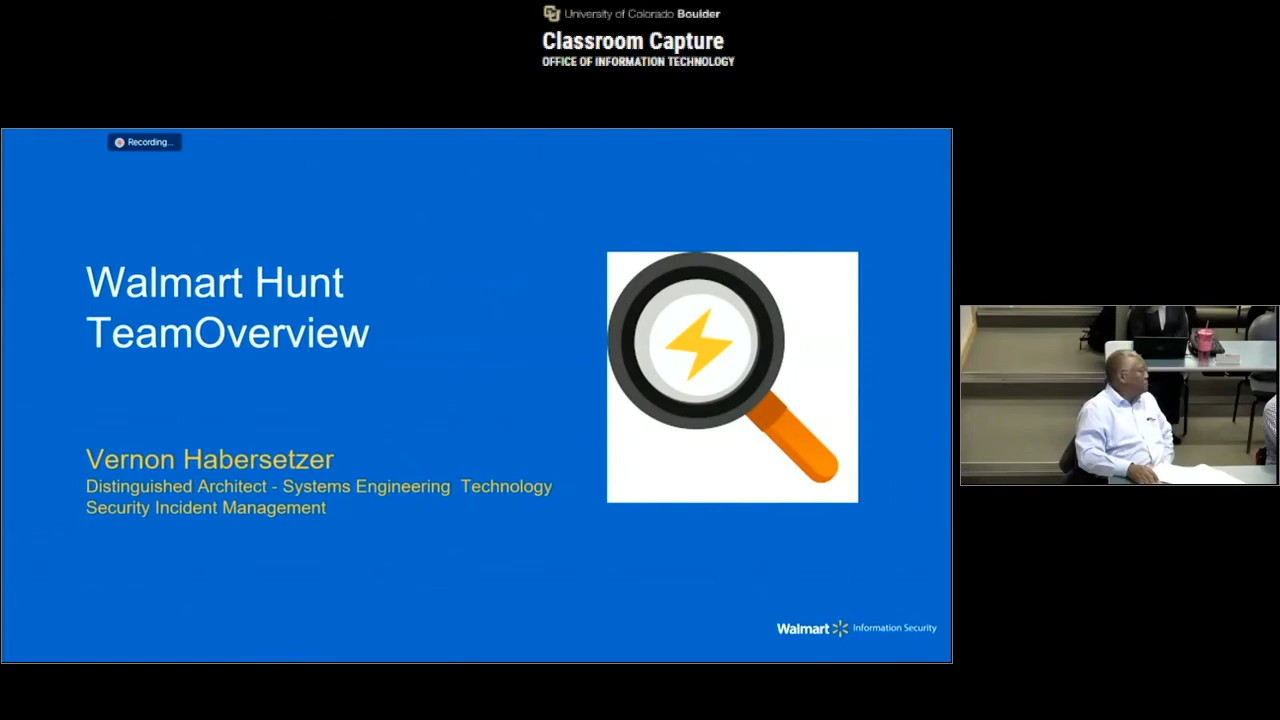 University of Colorado Boulder
Classroom Capture
OFFICE OF INFORMATION TECHNOLOGY
Recording...
Walmart Hunt
TeamOverview
Vernon Habersetzer
Distinguished Architect - Systems Engineering  Technology
Security Incident Management
Walmart Information Security